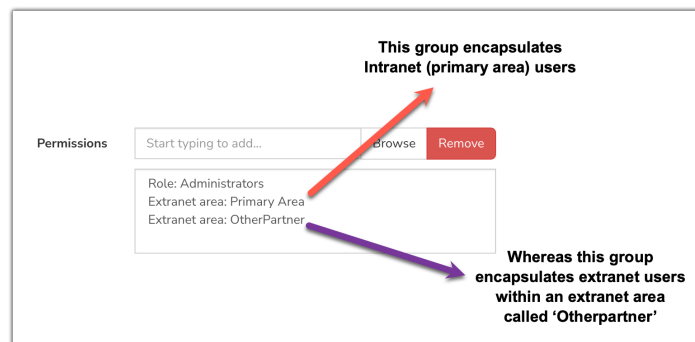 This group encapsulates
Intranet (primary area) users
Permissions
Start typing to add...
Browse
Remove
Role: Administrators
Extranet area: Primary Area
Extranet area: OtherPartner
Whereas this group
encapsulates extranet users
within an extranet area
called ‘Otherpartner’